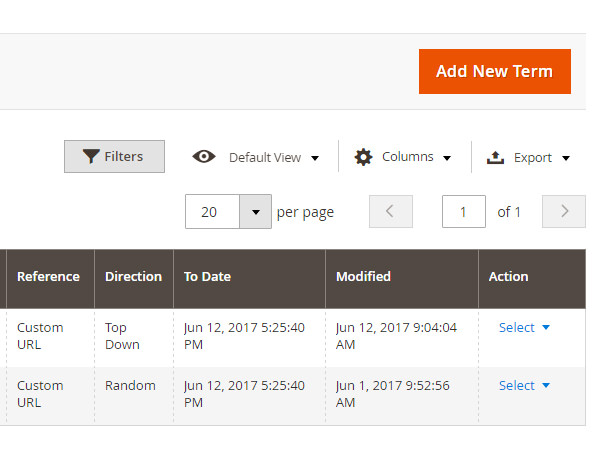 Add New Term
Filters
Default View
Columns
Export
20
per page
1
of 1
Reference
Direction
To Date
Modified
Action
Custom
URL
Top
Down
Jun 12, 2017 5:25:40
PM
Jun 12, 2017 9:04:04
AM
Select
Custom
URL
Random
Jun 12, 2017 5:25:40
PM
Jun 1, 2017 9:52:56
AM
Select